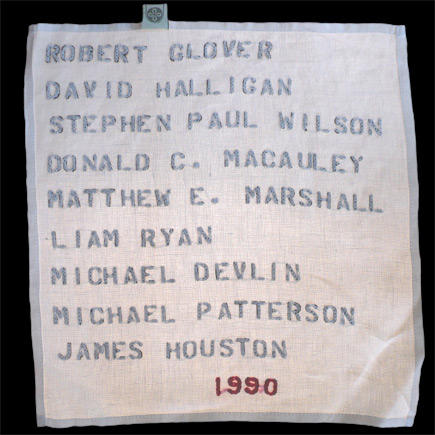 ROBERT GLOVER
DAVID HALLIGAN
STEPHEN PAUL WILSON
DONALD C. MACAULEY
MATTHEW E. MARSHALL
LIAM RYAN
MICHAEL DEVLIN
MICHAEL PATTERSON
JAMES HOUSTON
1990